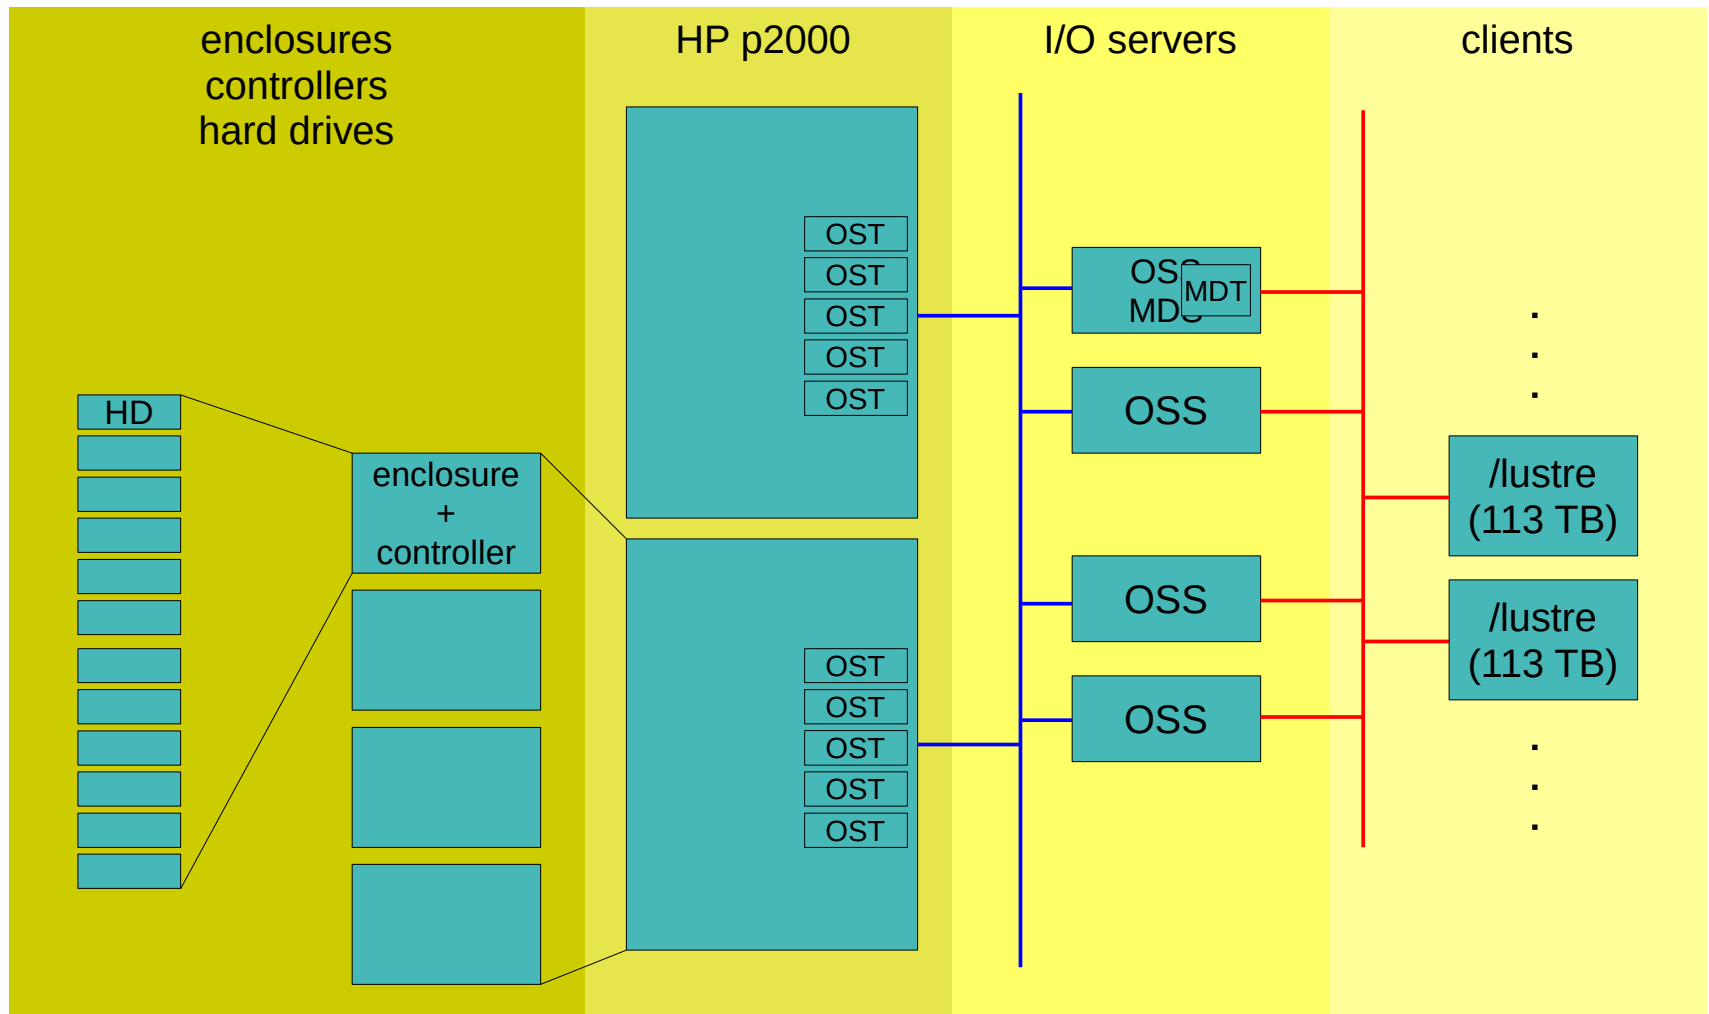 enclosures
controllers
hard drives
HP p2000
I/O servers
clients
OST
OST
OST
OST
OST
OSS
MDS
MDT
OSS
HD
enclosure
+
controller
/lustre
(113 TB)
OSS
/lustre
(113 TB)
OST
OST
OST
OST
OST
OSS